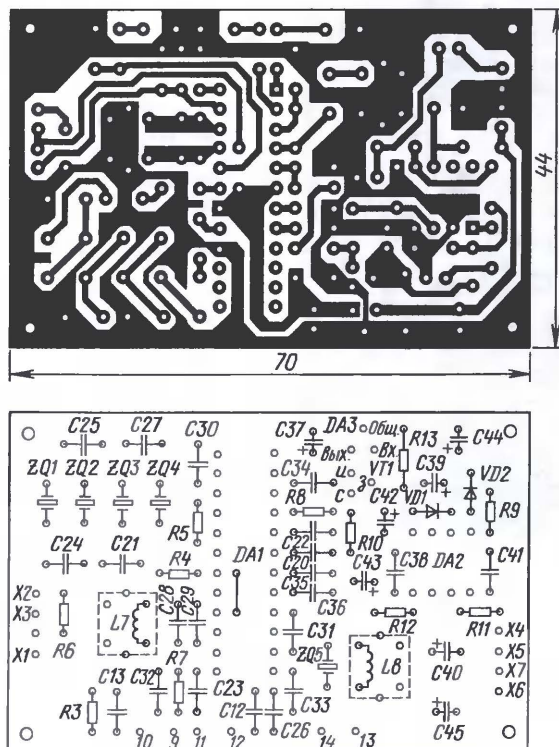 44
70
C25 C27 C30 C37 DA3 Общ. C44
Вых. Вх. R13
ZQ1 ZQ2 ZQ3 ZQ4 C34 и VT1 C39 VD2
с з
R8 C42 VD1 R9
R5
C24 C21 R4 DA1 C22 R10 C43 C38 DA2 C41
C20
C35
X2 L7 C28 C29 C36
X3 C31 R12 R11 X4
X1 R6 ZQ5 L8 C40 X5
C13 C32 R7 X7
R3 C23 C12 C33 X6
C26 C45
10 9 11 12 14 13